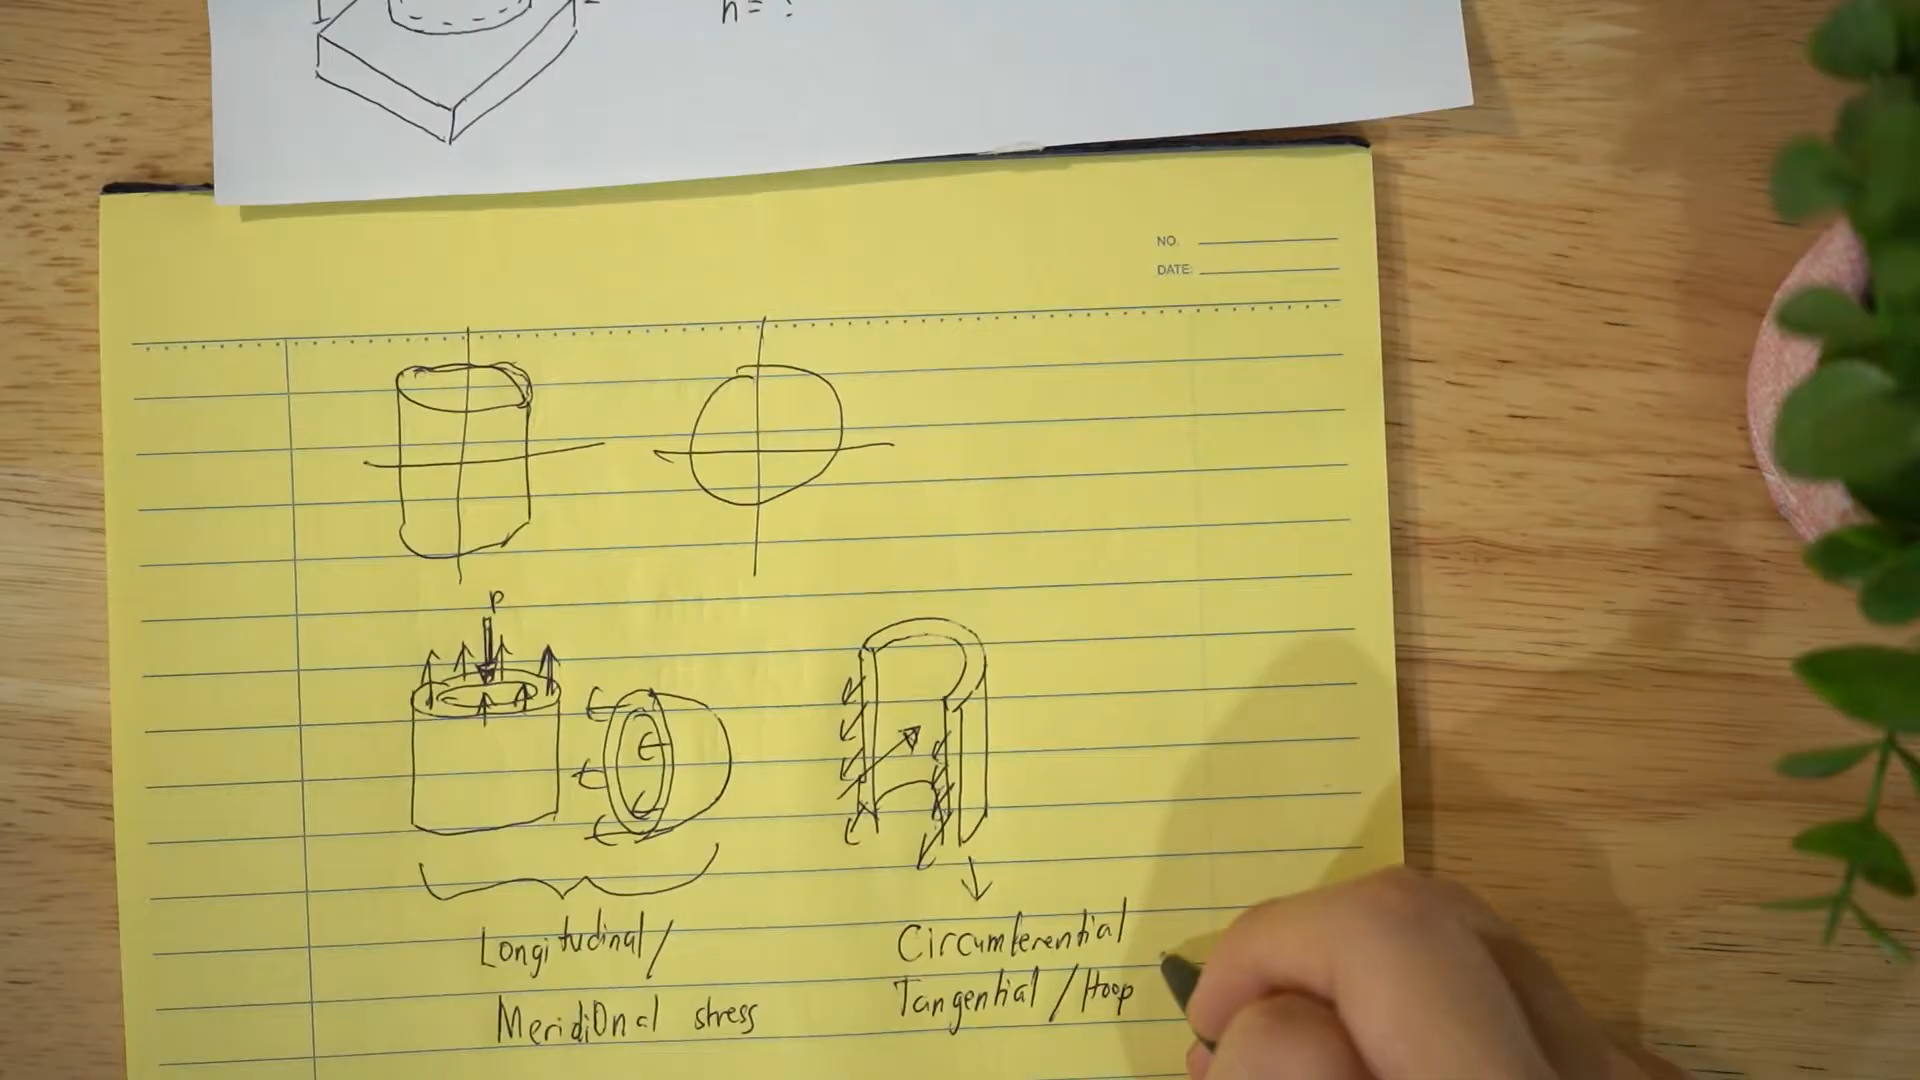 h = ?
NO.
DATE:
P
Longitudinal/
Meridional stress
Circumferential
Tangential / Hoop